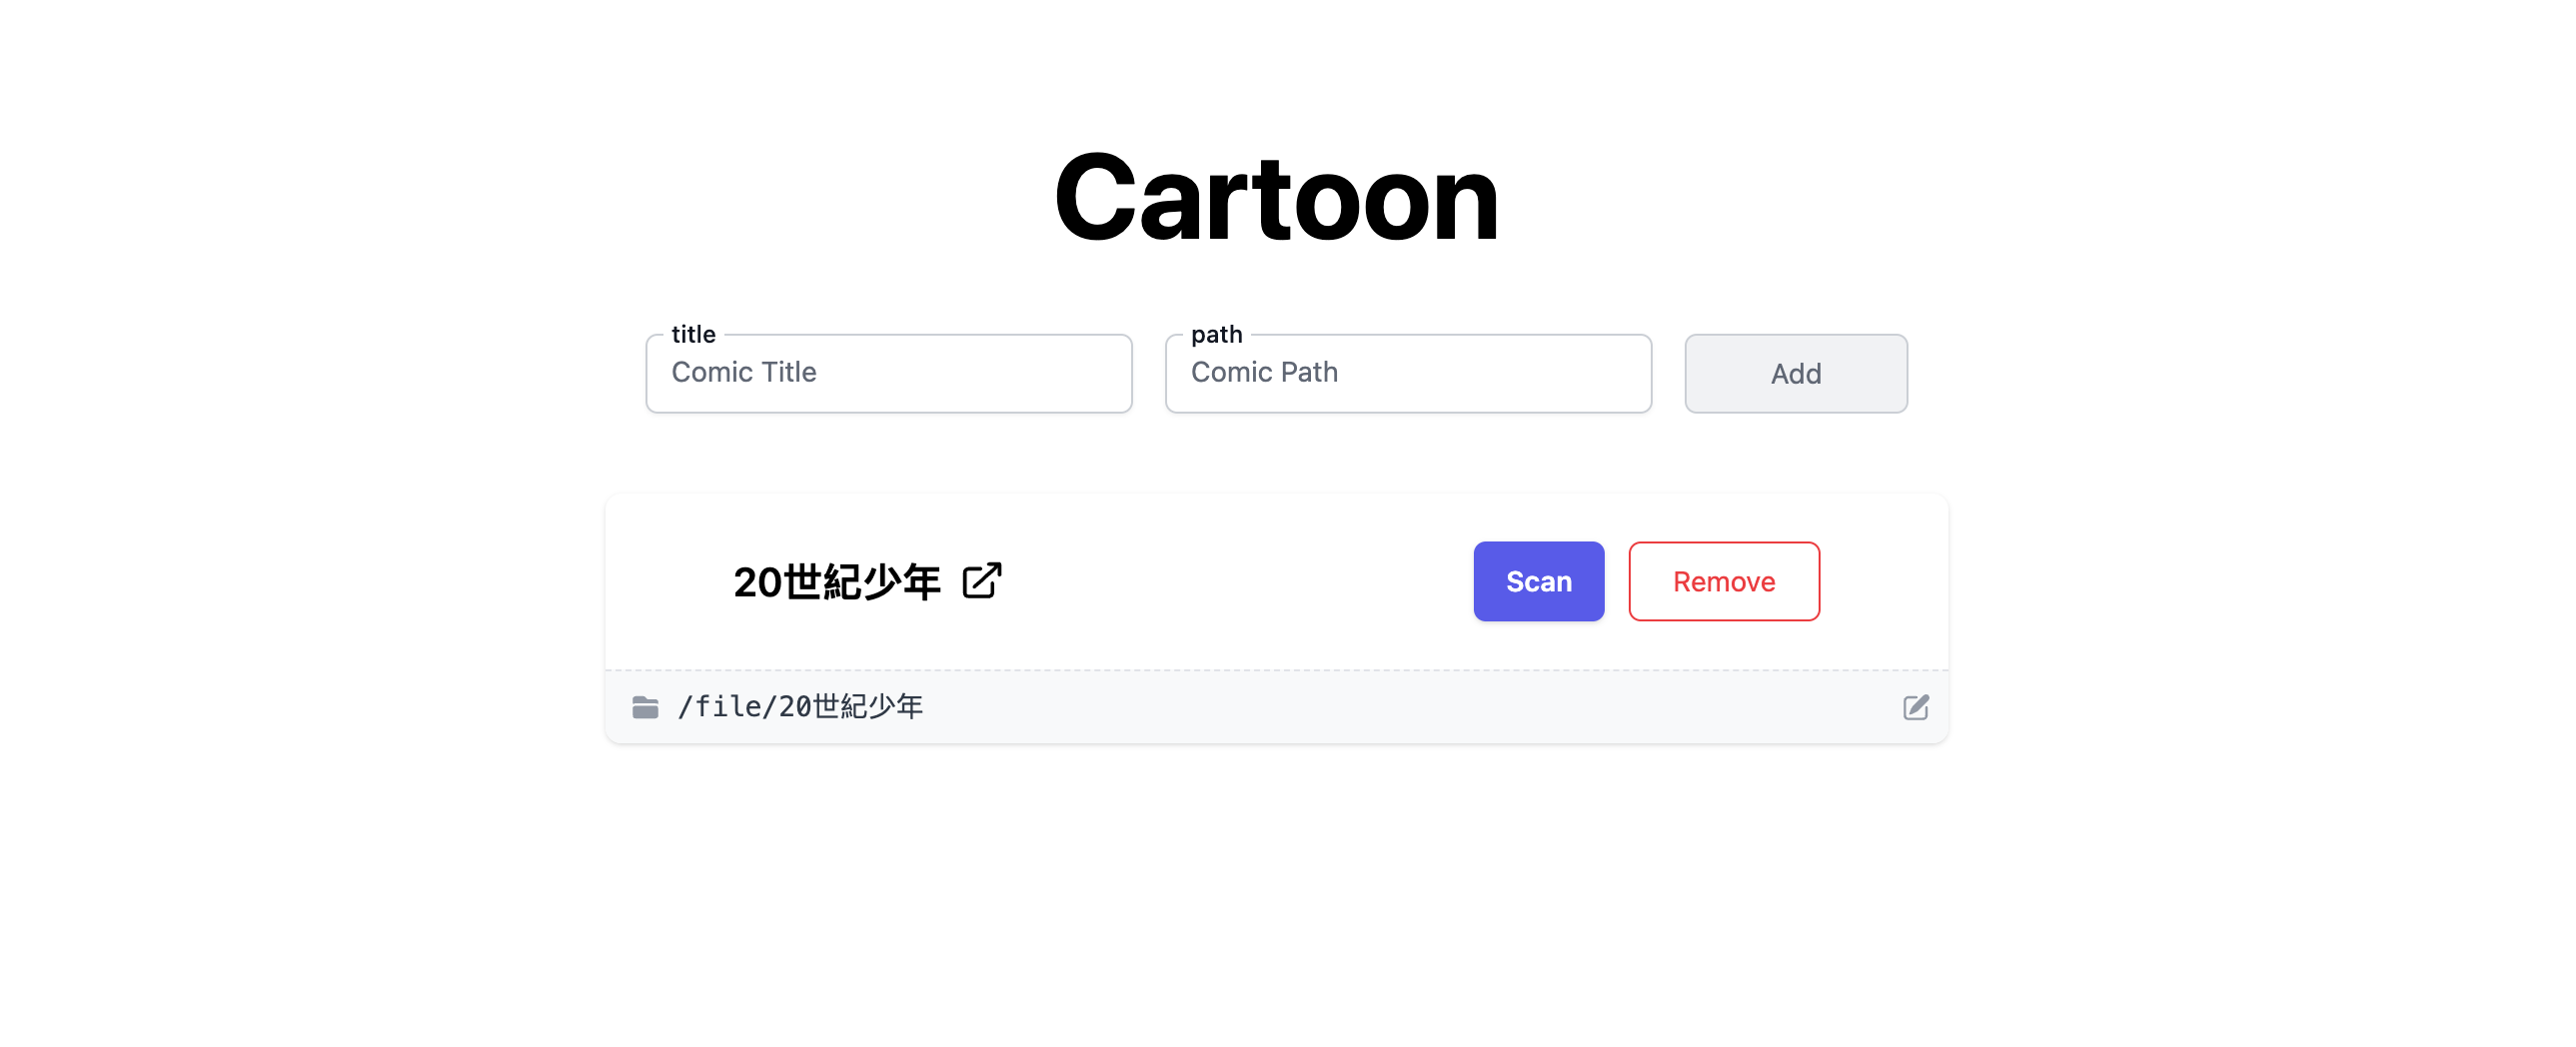 Cartoon
title
Comic Title
path
Comic Path
Add
20世紀少年
Scan
Remove
/file/20世紀少年